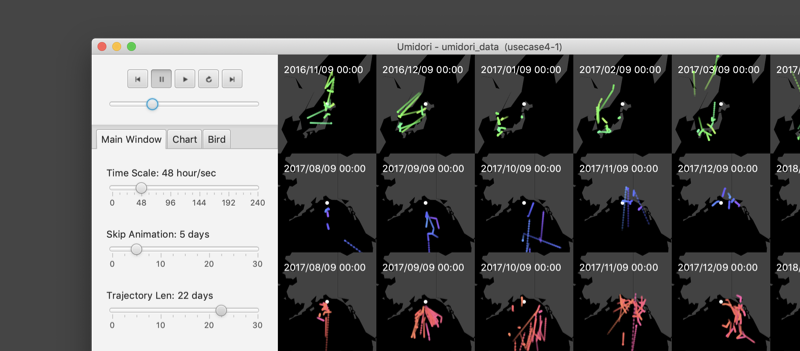 Umidori - umidori_data (usecase4-1)
2016/11/09 00:00 2016/12/09 00:00 2017/01/09 00:00 2017/02/09 00:00 2017/03/09 00:00 2017
Main Window Chart Bird
Time Scale: 48 hour/sec
0 48 96 144 192 240
2017/08/09 00:00 2017/09/09 00:00 2017/10/09 00:00 2017/11/09 00:00 2017/12/09 00:00 2018/
Skip Animation: 5 days
0 10 20 30
2017/08/09 00:00 2017/09/09 00:00 2017/10/09 00:00 2017/11/09 00:00 2017/12/09 00:00 2018/
Trajectory Len: 22 days
0 10 20 30